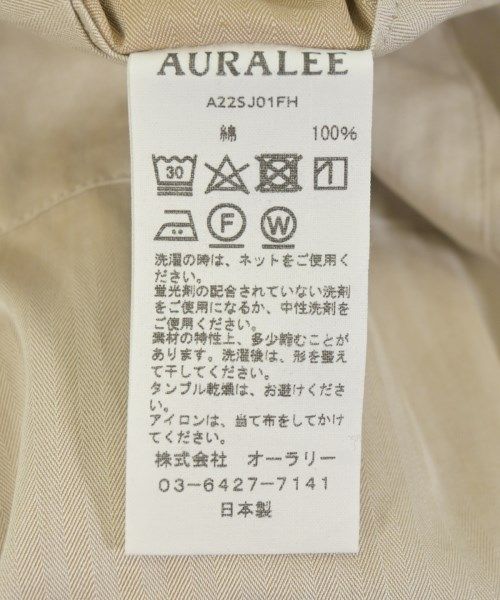 AURALEE
A22SJ01FH
綿 100%
30
F W
洗濯の時は、ネットをご使用く
ださい。
蛍光剤の配合されていない洗剤
をご使用になるか、中性洗剤を
ご使用ください。
素材の特性上、多少縮むことが
あります。洗濯後は、形を整え
て干してください。
タンブル乾燥は、お避けくださ
い。
アイロンは、当て布をしてかけ
てください。
株式会社 オーラリー
03-6427-7141
日本製